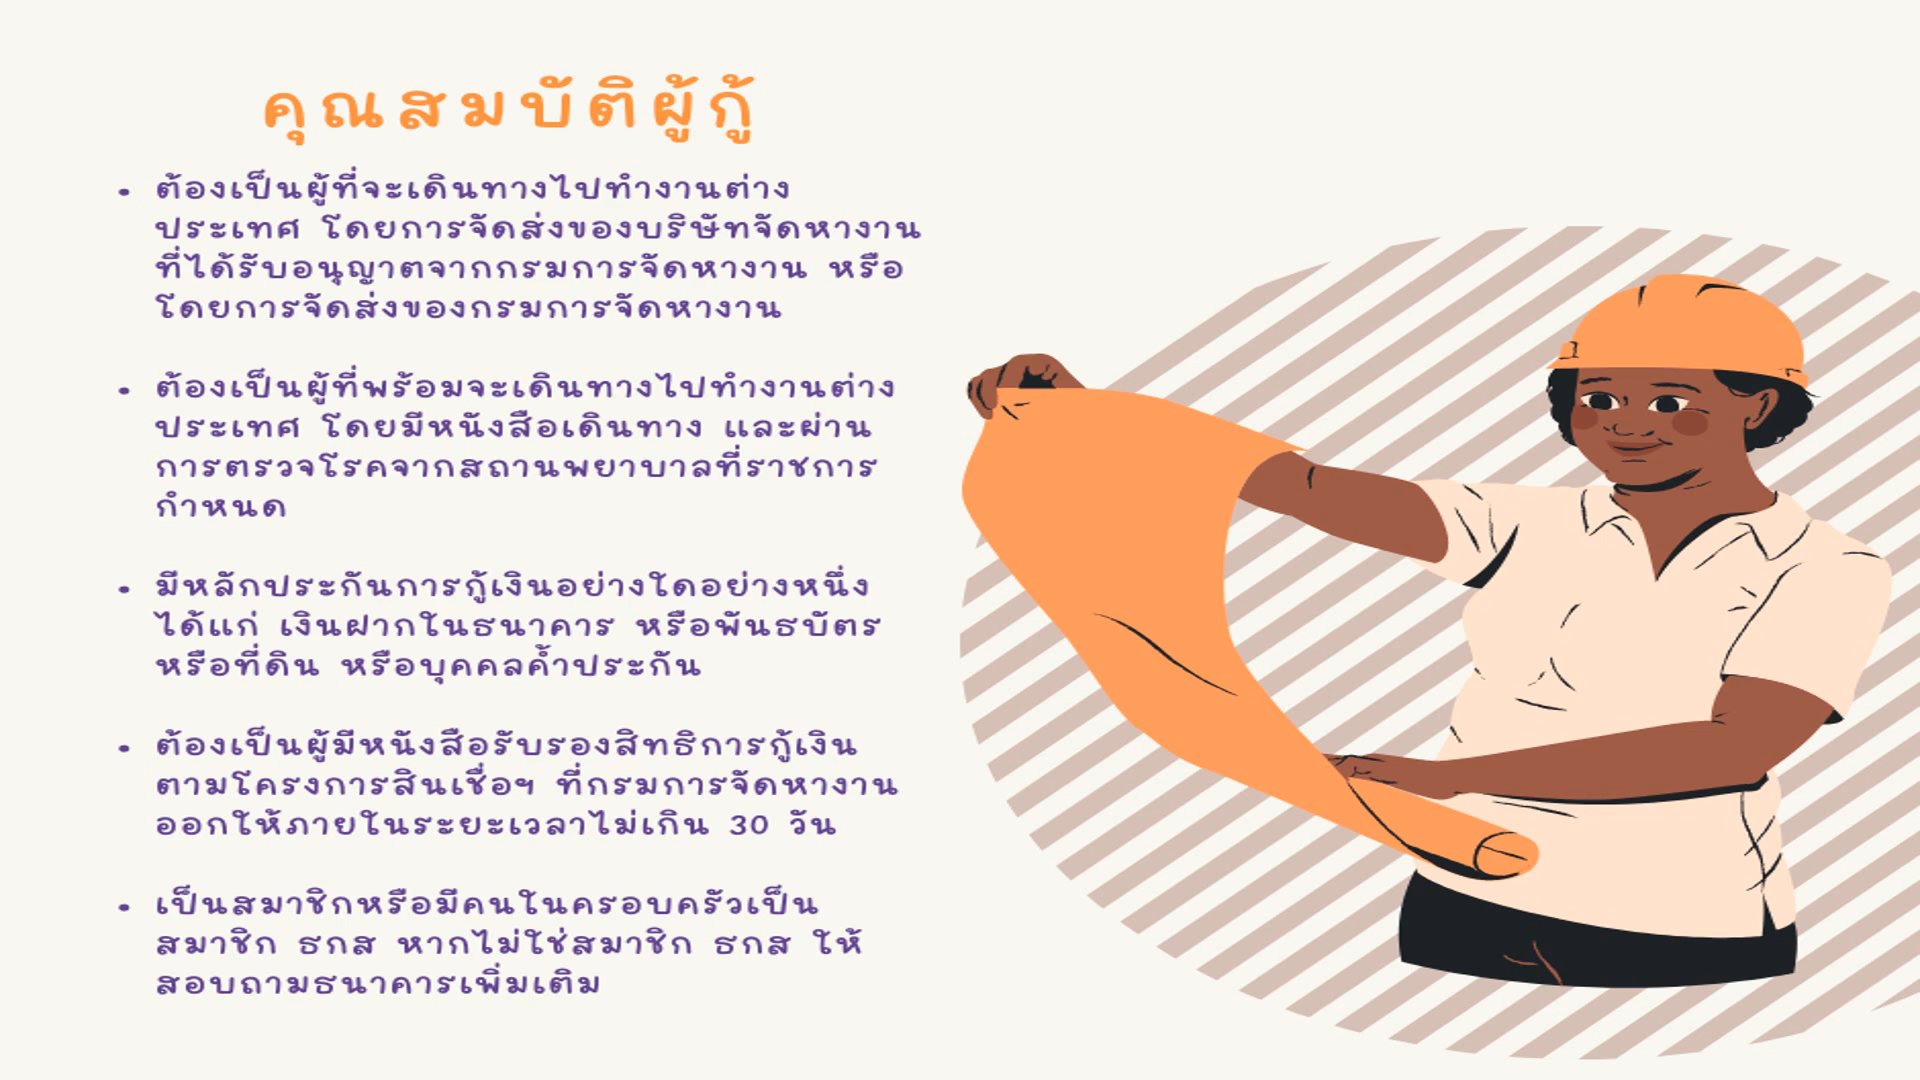 คุณสมบัติผู้กู้
• ต้องเป็นผู้ที่จะเดินทางไปทำงานต่าง
ประเทศ โดยการจัดส่งของบริษัทจัดหางาน
ที่ได้รับอนุญาตจากกรมการจัดหางาน หรือ
โดยการจัดส่งของกรมการจัดหางาน
• ต้องเป็นผู้ที่พร้อมจะเดินทางไปทำงานต่าง
ประเทศ โดยมีหนังสือเดินทาง และผ่าน
การตรวจโรคจากสถานพยาบาลที่ราชการ
กำหนด
• มีหลักประกันการกู้เงินอย่างใดอย่างหนึ่ง
ได้แก่ เงินฝากในธนาคาร หรือพันธบัตร
หรือที่ดิน หรือบุคคลค้ำประกัน
• ต้องเป็นผู้มีหนังสือรับรองสิทธิการกู้เงิน
ตามโครงการสินเชื่อฯ ที่กรมการจัดหางาน
ออกให้ภายในระยะเวลาไม่เกิน 30 วัน
• เป็นสมาชิกหรือมีคนในครอบครัวเป็น
สมาชิก ธกส หากไม่ใช่สมาชิก ธกส ให้
สอบถามธนาคารเพิ่มเติม